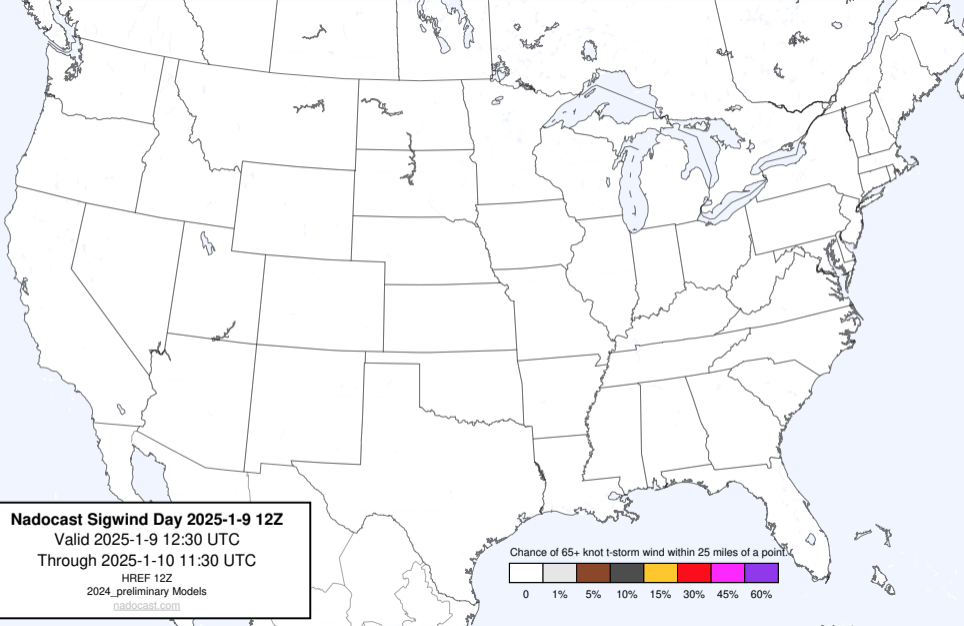 Nadocast Sigwind Day 2025-1-9 12Z
Valid 2025-1-9 12:30 UTC
Through 2025-1-10 11:30 UTC
HREF 12Z
2024_preliminary Models
nadocast.com
Chance of 65+ knot t-storm wind within 25 miles of a point.
0 1% 5% 10% 15% 30% 45% 60%